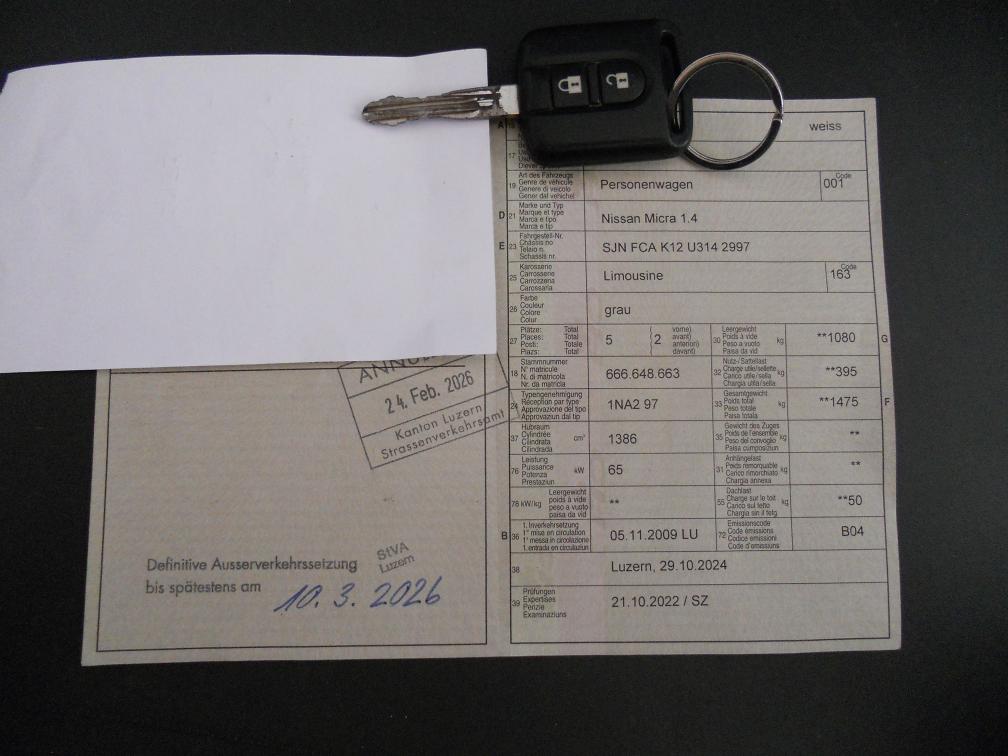 ANNU
24. Feb. 2026
Kanton Luzern
Strassenverkehrsamt
Definitive Ausserverkehrssetzung
bis spätestens am 10. 3. 2026
StVA
Luzern
A
weiss
17
19 Art des Fahrzeugs
Genre de véhicule
Genere di veicolo
Gener dal vehichel
Personenwagen
Code
001
D 21 Marke und Typ
Marque et type
Marca e tipo
Marca e tip
Nissan Micra 1.4
E 23 Fahrgestell-Nr.
Châssis no
Telaio n.
Schassis nr.
SJN FCA K12 U314 2997
25 Karosserie
Carrosserie
Carrozzeria
Carossaria
Limousine
Code
163
26 Farbe
Couleur
Colore
Colur
grau
27 Plätze: Total
Places: Total
Posti: Totale
Plazs: Total
5
( 2 vorne)
avant)
anteriori)
davant)
30 Leergewicht
Poids à vide
Peso a vuoto
Paisa da vid
kg
**1080
G
18 Stammnummer
N° matricule
N. di matricola
Nr. da matricla
666.648.663
32 Nutz-/Sattellast
Charge utile/sellette
Carico utile/sella
Chargia utila/sella
kg
**395
24 Typengenehmigung
Réception par type
Approvazione del tipo
Approvaziun dal tip
1NA2 97
33 Gesamtgewicht
Poids total
Peso totale
Paisa totala
kg
**1475
F
37 Hubraum
Cylindrée
Cilindrata
Cilindrada
cm³
1386
35 Gewicht des Zuges
Poids de l'ensemble
Peso del convoglio
Paisa cumposiziun
kg
**
76 Leistung
Puissance
Potenza
Prestaziun
kW
65
31 Anhängelast
Poids remorquable
Carico rimorchiato
Chargia annexa
kg
**
78 kW/kg Leergewicht
poids à vide
peso a vuoto
paisa da vid
**
55 Dachlast
Charge sur le toit
Carico sul tetto
Chargia sin il tetg
kg
**50
B 36 1. Inverkehrsetzung
1re mise en circulation
1a messa in circolazione
1. entrada en circulaziun
05.11.2009 LU
72 Emissionscode
Code émissions
Codice emissioni
Code d'emissiuns
B04
38
Luzern, 29.10.2024
39 Prüfungen
Expertises
Perizie
Examinaziuns
21.10.2022 / SZ